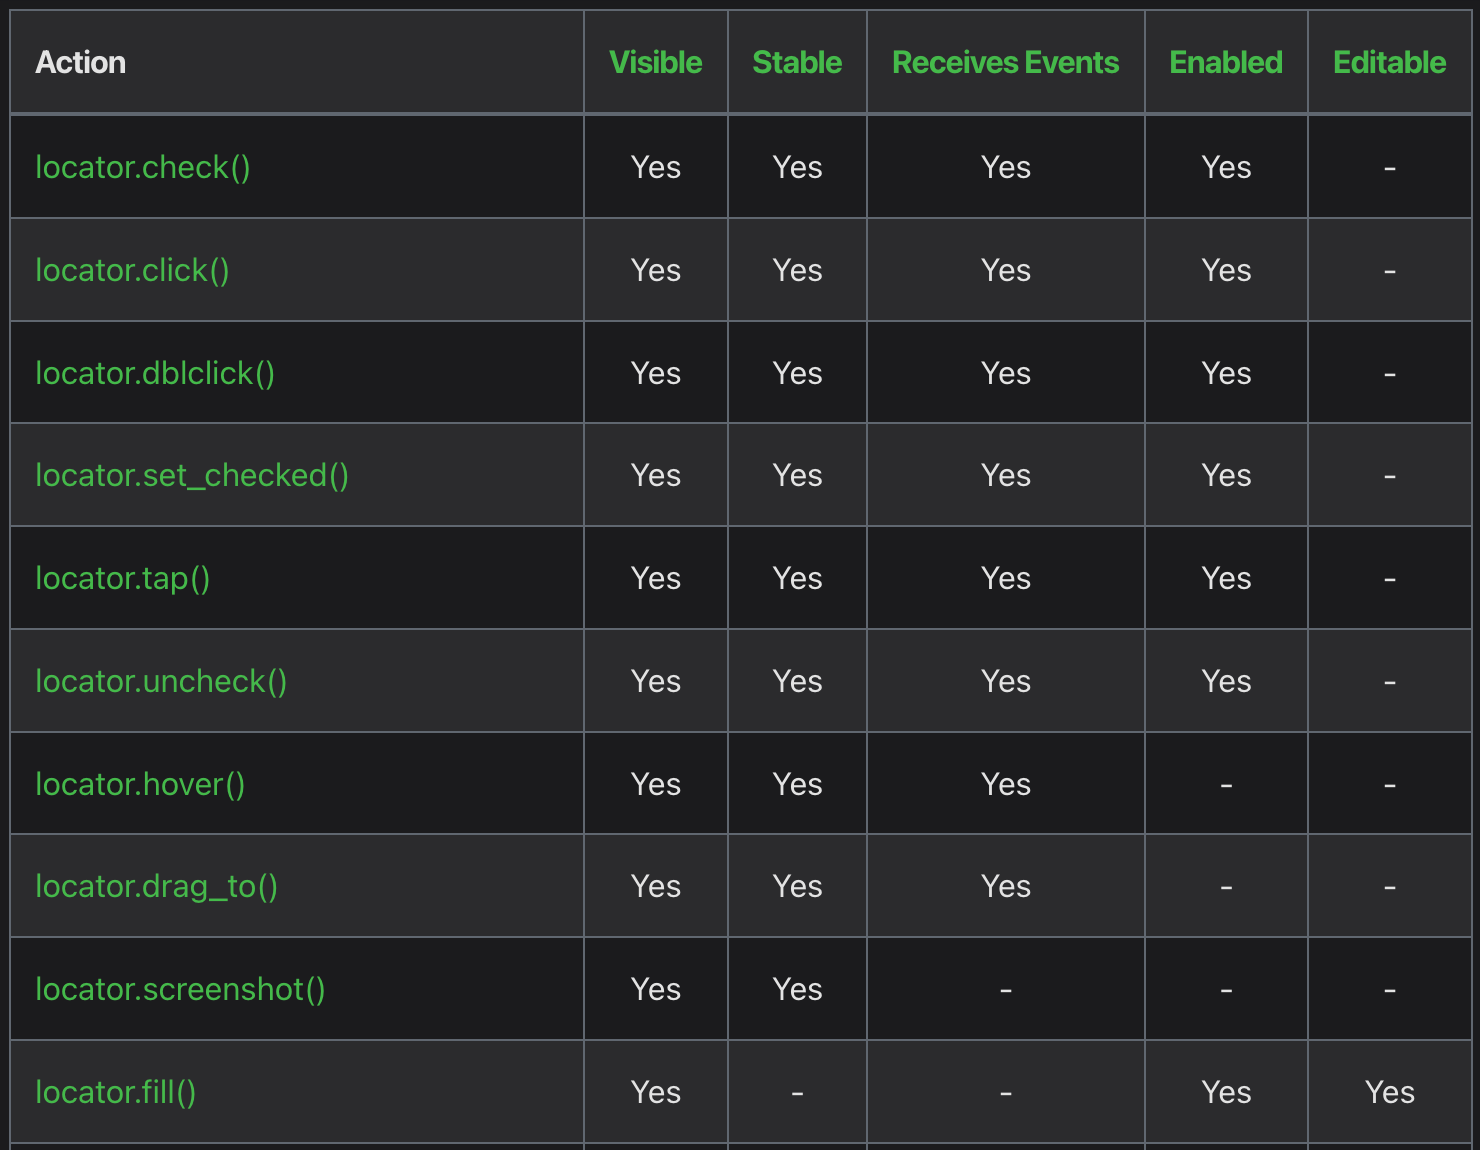 Action Visible Stable Receives Events Enabled Editable
locator.check() Yes Yes Yes Yes -
locator.click() Yes Yes Yes Yes -
locator.dblclick() Yes Yes Yes Yes -
locator.set_checked() Yes Yes Yes Yes -
locator.tap() Yes Yes Yes Yes -
locator.uncheck() Yes Yes Yes Yes -
locator.hover() Yes Yes Yes - -
locator.drag_to() Yes Yes Yes - -
locator.screenshot() Yes Yes - - -
locator.fill() Yes - - Yes Yes